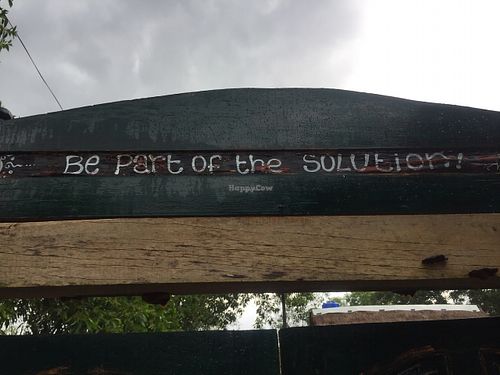 Be Part of the SOLUTION!
HappyCow